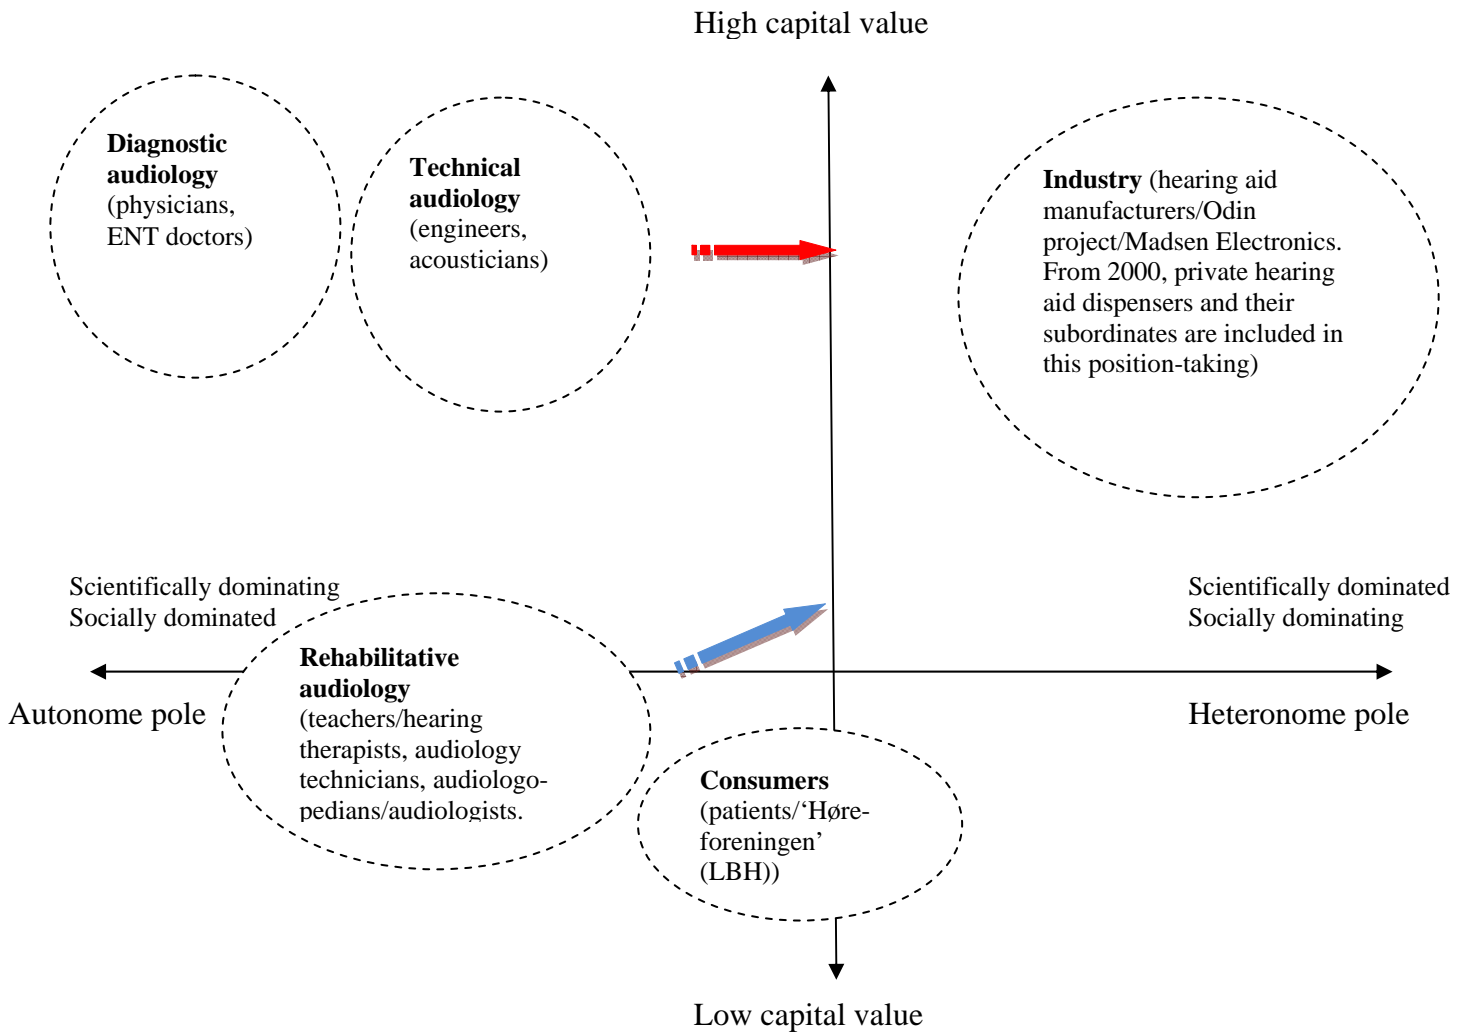 High capital value
Diagnostic
audiology
(physicians,
ENT doctors)
Technical
audiology
(engineers,
acousticians)
Industry (hearing aid
manufacturers/Odin
project/Madsen Electronics.
From 2000, private hearing
aid dispensers and their
subordinates are included in
this position-taking)
Scientifically dominating
Socially dominated
Scientifically dominated
Socially dominating
Autonome pole
Heteronome pole
Rehabilitative
audiology
(teachers/hearing
therapists, audiology
technicians, audiologo-
pedians/audiologists.
Consumers
(patients/‘Høre-
foreningen’
(LBH))
Low capital value